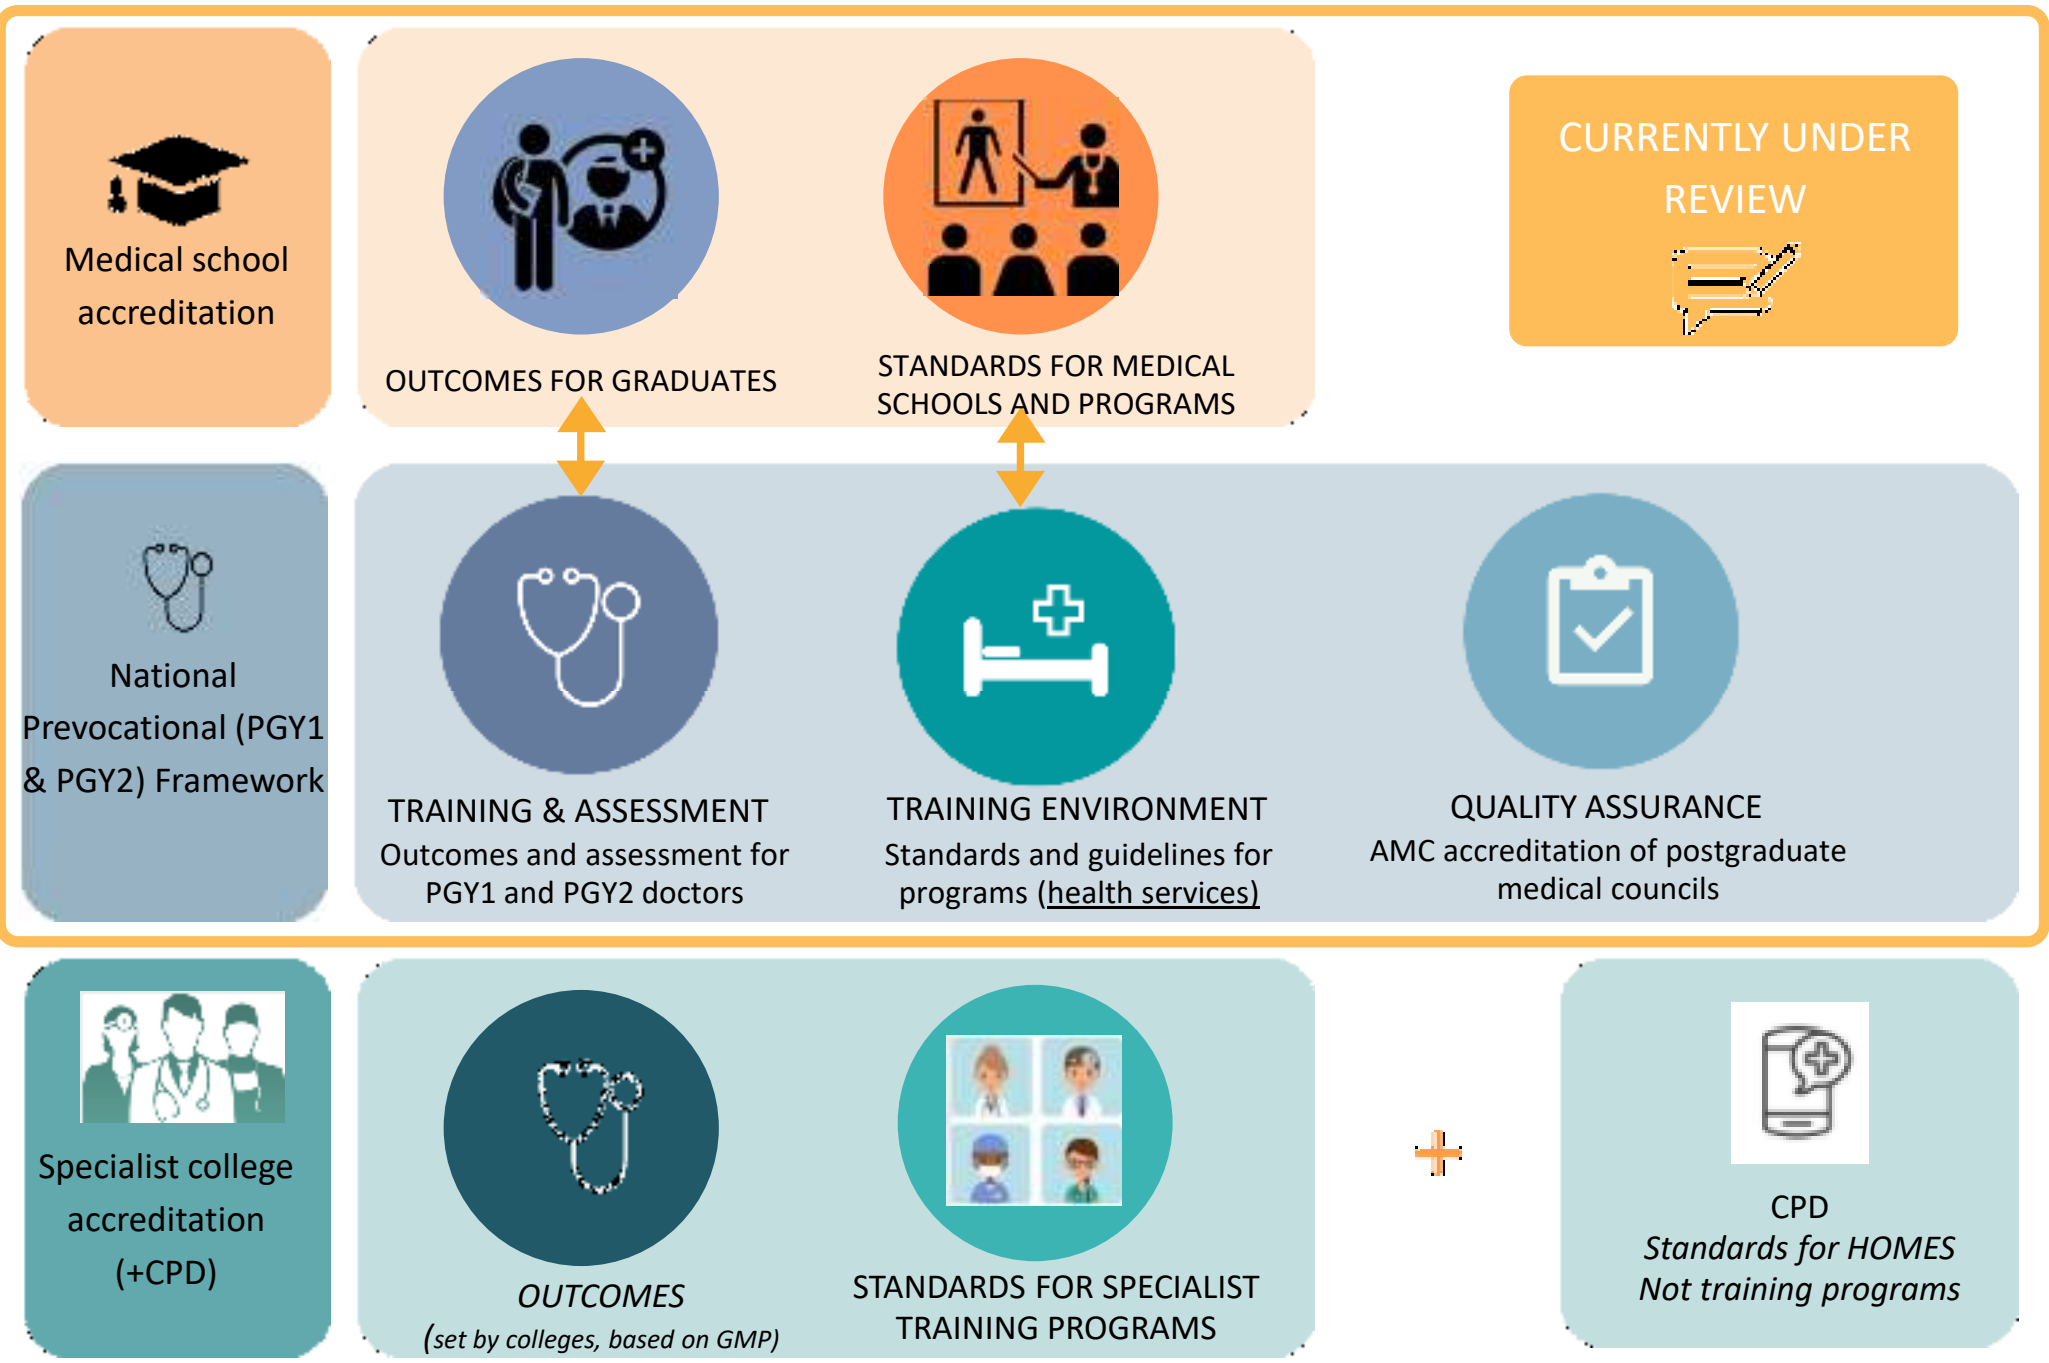 Medical school
accreditation
OUTCOMES FOR GRADUATES
STANDARDS FOR MEDICAL
SCHOOLS AND PROGRAMS
CURRENTLY UNDER
REVIEW
National
Prevocational (PGY1
& PGY2) Framework
TRAINING & ASSESSMENT
Outcomes and assessment for
PGY1 and PGY2 doctors
TRAINING ENVIRONMENT
Standards and guidelines for
programs (health services)
QUALITY ASSURANCE
AMC accreditation of postgraduate
medical councils
Specialist college
accreditation
(+CPD)
OUTCOMES
(set by colleges, based on GMP)
STANDARDS FOR SPECIALIST
TRAINING PROGRAMS
CPD
Standards for HOMES
Not training programs